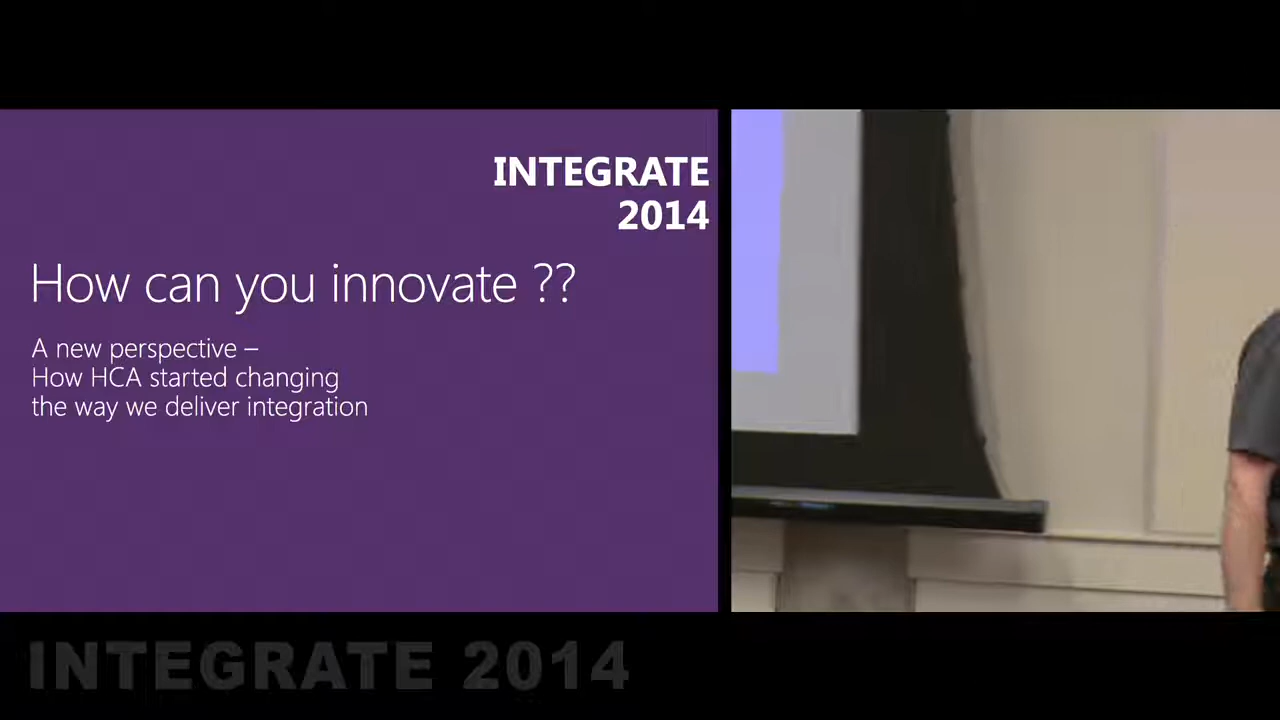 INTEGRATE
2014
How can you innovate ??
A new perspective –
How HCA started changing
the way we deliver integration
INTEGRATE 2014